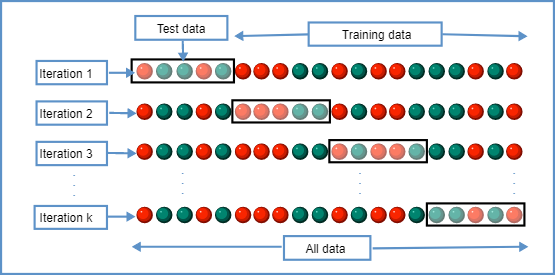 Test data
Training data
Iteration 1
Iteration 2
Iteration 3
Iteration k
All data